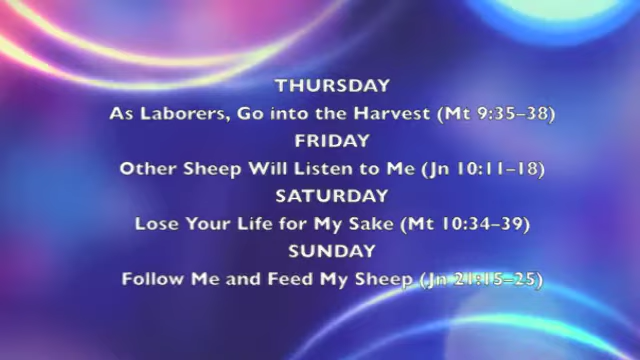 THURSDAY
As Laborers, Go into the Harvest (Mt 9:35–38)
FRIDAY
Other Sheep Will Listen to Me (Jn 10:11–18)
SATURDAY
Lose Your Life for My Sake (Mt 10:34–39)
SUNDAY
Follow Me and Feed My Sheep (Jn 21:15–25)